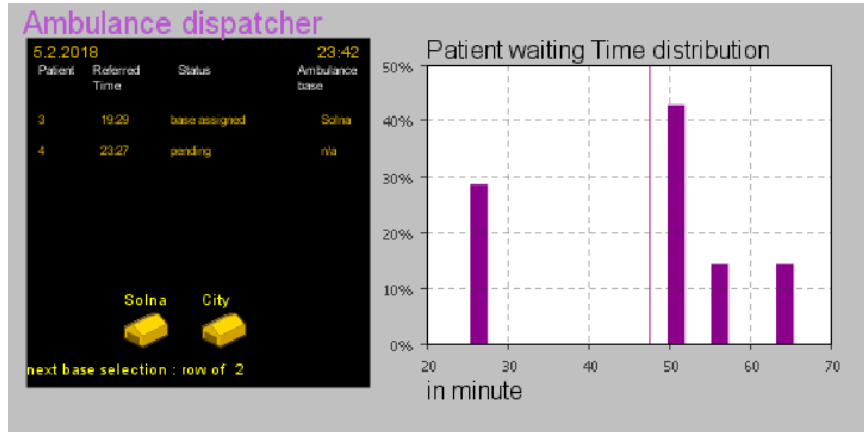 Ambulance dispatcher
5.2.2018 23:42
Patient Referred Time Status Ambulance base
3 19:29 base assigned Solna
4 23:27 pending n/a
Solna City
next base selection : row of 2
Patient waiting Time distribution
50%
40%
30%
20%
10%
0%
20 30 40 50 60 70
in minute